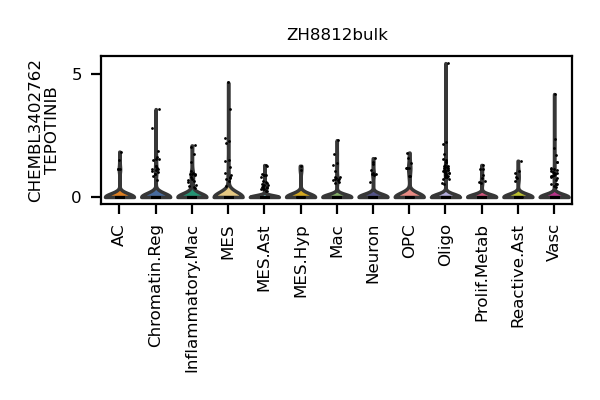 ZH8812bulk
CHEMBL3402762
TEPOTINIB
5
0
AC
Chromatin.Reg
Inflammatory.Mac
MES
MES.Ast
MES.Hyp
Mac
Neuron
OPC
Oligo
Prolif.Metab
Reactive.Ast
Vasc